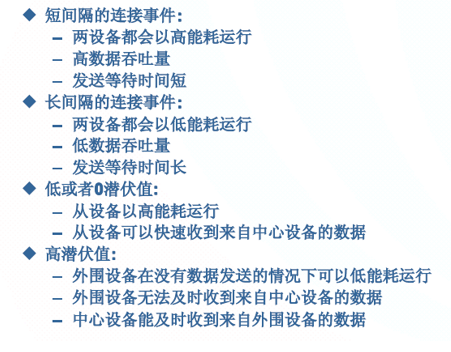 ◆ 短间隔的连接事件:
– 两设备都会以高能耗运行
– 高数据吞吐量
– 发送等待时间短
◆ 长间隔的连接事件:
– 两设备都会以低能耗运行
– 低数据吞吐量
– 发送等待时间长
◆ 低或者0潜伏值:
– 从设备以高能耗运行
– 从设备可以快速收到来自中心设备的数据
◆ 高潜伏值:
– 外围设备在没有数据发送的情况下可以低能耗运行
– 外围设备无法及时收到来自中心设备的数据
– 中心设备能及时收到来自外围设备的数据